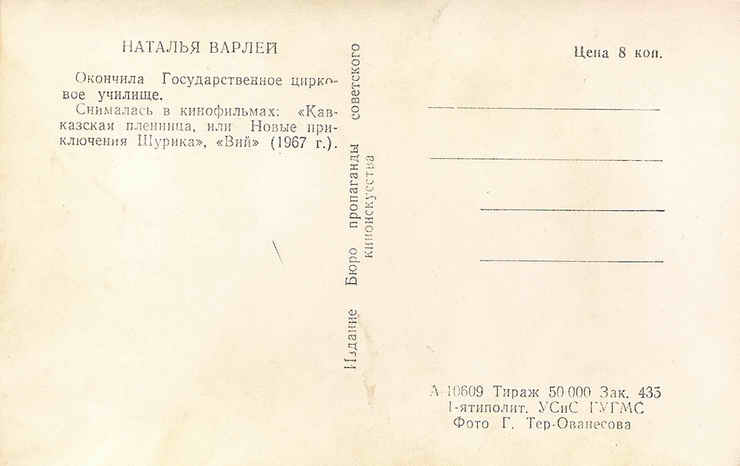 НАТАЛЬЯ ВАРЛЕЙ
Окончила Государственное цирко-
вое училище.
Снималась в кинофильмах: «Кав-
казская пленница, или Новые при-
ключения Шурика», «Вий» (1967 г.).
Издание Бюро пропаганды советского
киноискусства
Цена 8 коп.
А-10609 Тираж 50 000 Зак. 435
1-ятиполит. УСиС ГУГМС
Фото Г. Тер-Ованесова